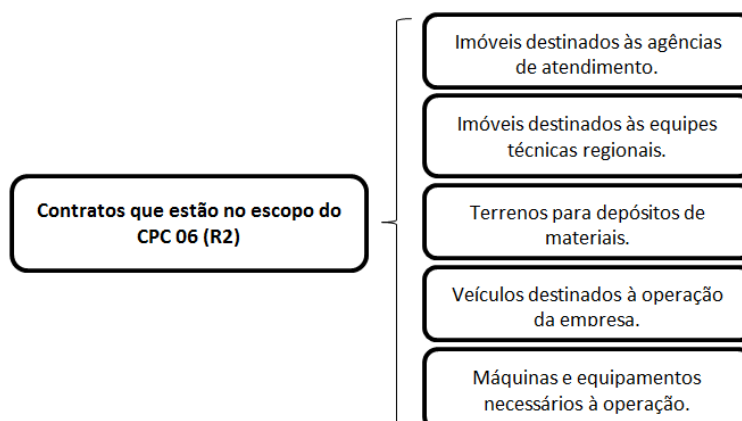 Contratos que estão no escopo do
CPC 06 (R2)
Imóveis destinados às agências
de atendimento.
Imóveis destinados às equipes
técnicas regionais.
Terrenos para depósitos de
materiais.
Veículos destinados à operação
da empresa.
Máquinas e equipamentos
necessários à operação.